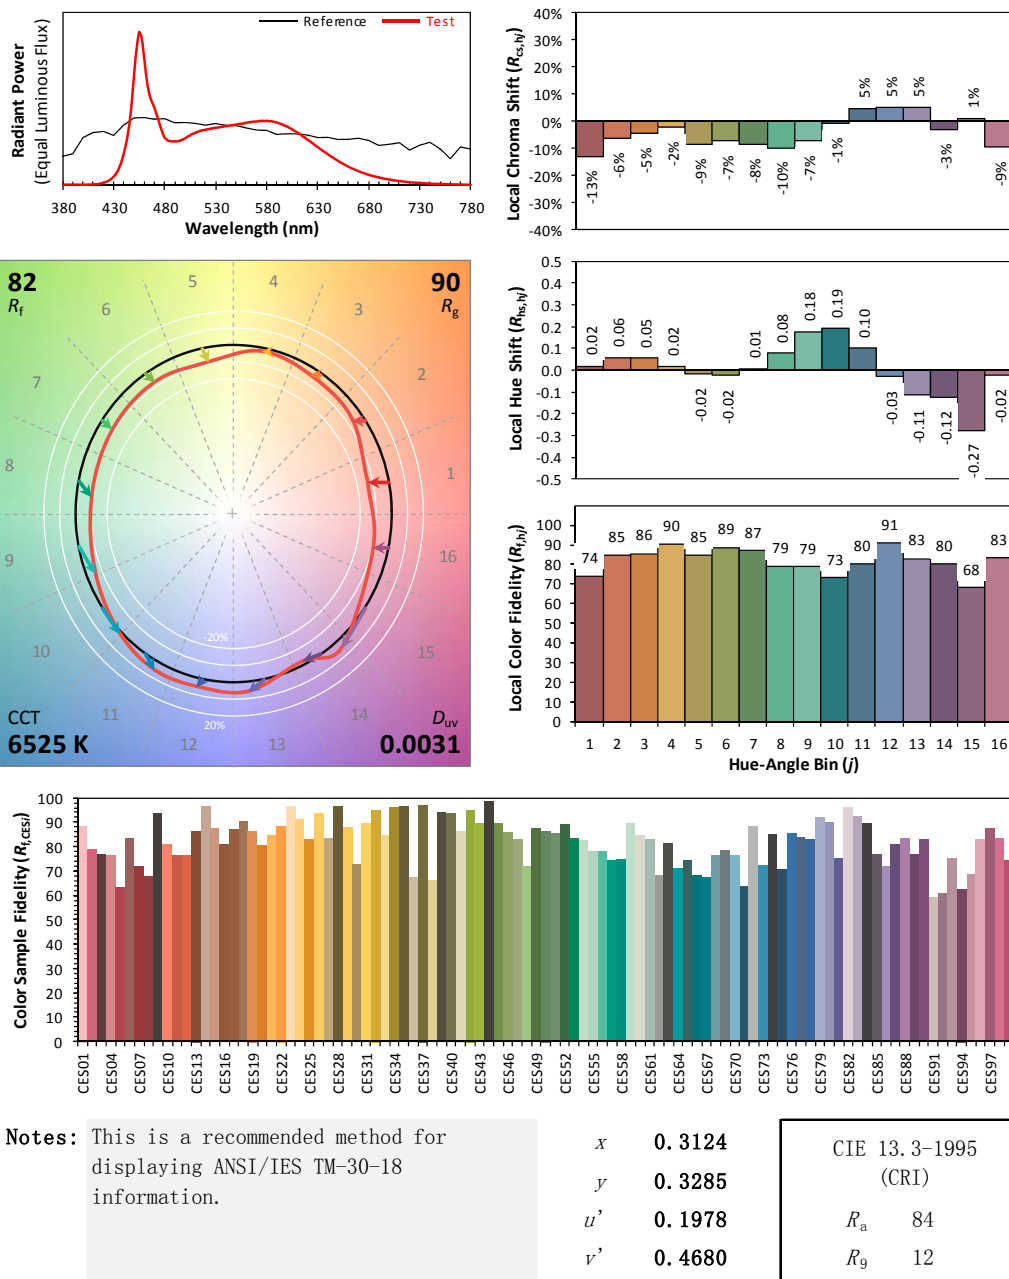 Reference
Test
Radiant Power
(Equal Luminous Flux)
380 430 480 530 580 630 680 730 780
Wavelength (nm)
Local Chroma Shift (Rcs,hj)
40%
30%
20%
10%
0%
-10%
-20%
-30%
-40%
-13% -6% -5% -2% -9% -7% -8% -10% -7% -1% 5% 5% 5% -3% 1% -9%
82
Rf
90
Rg
1 2 3 4 5 6 7 8 9 10 11 12 13 14 15 16
-20%
20%
CCT
6525 K
Duv
0.0031
Local Hue Shift (Rhs,hj)
0.5
0.4
0.3
0.2
0.1
0.0
-0.1
-0.2
-0.3
-0.4
-0.5
0.02 0.06 0.05 0.02 -0.02 -0.02 0.01 0.08 0.18 0.19 0.10 -0.03 -0.11 -0.12 -0.27 -0.02
Local Color Fidelity (Rf,hj)
100
90
80
70
60
50
40
30
20
10
0
74 85 86 90 85 89 87 79 79 73 80 91 83 80 68 83
1 2 3 4 5 6 7 8 9 10 11 12 13 14 15 16
Hue-Angle Bin (j)
Color Sample Fidelity (Rf,CESi)
100
90
80
70
60
50
40
30
20
10
0
CES01 CES04 CES07 CES10 CES13 CES16 CES19 CES22 CES25 CES28 CES31 CES34 CES37 CES40 CES43 CES46 CES49 CES52 CES55 CES58 CES61 CES64 CES67 CES70 CES73 CES76 CES79 CES82 CES85 CES88 CES91 CES94 CES97
Notes:
This is a recommended method for
displaying ANSI/IES TM-30-18
information.
x 0.3124
y 0.3285
u' 0.1978
v' 0.4680
CIE 13.3-1995
(CRI)
Ra 84
R9 12